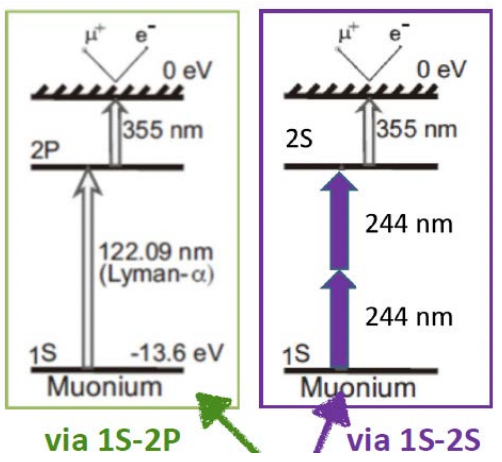 μ⁺ e⁻
0 eV
355 nm
2P
122.09 nm
(Lyman-α)
1S -13.6 eV
Muonium
via 1S-2P
μ⁺ e⁻
0 eV
2S 355 nm
244 nm
244 nm
1S
Muonium
via 1S-2S